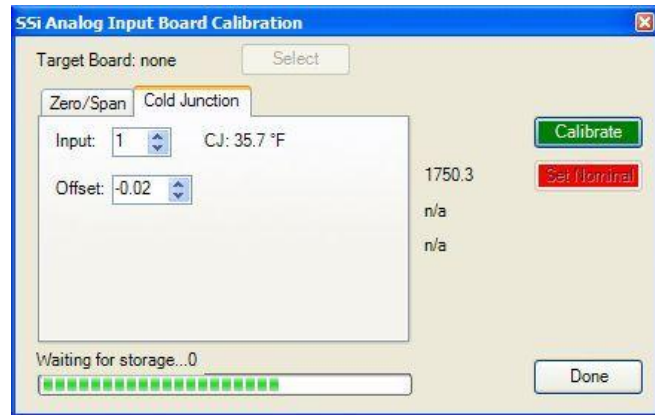 SSi Analog Input Board Calibration
Target Board: none Select
Zero/Span Cold Junction
Input: 1 CJ: 35.7 °F
Calibrate
Offset: -0.02
1750.3
Set Nominal
n/a
n/a
Waiting for storage...0
Done